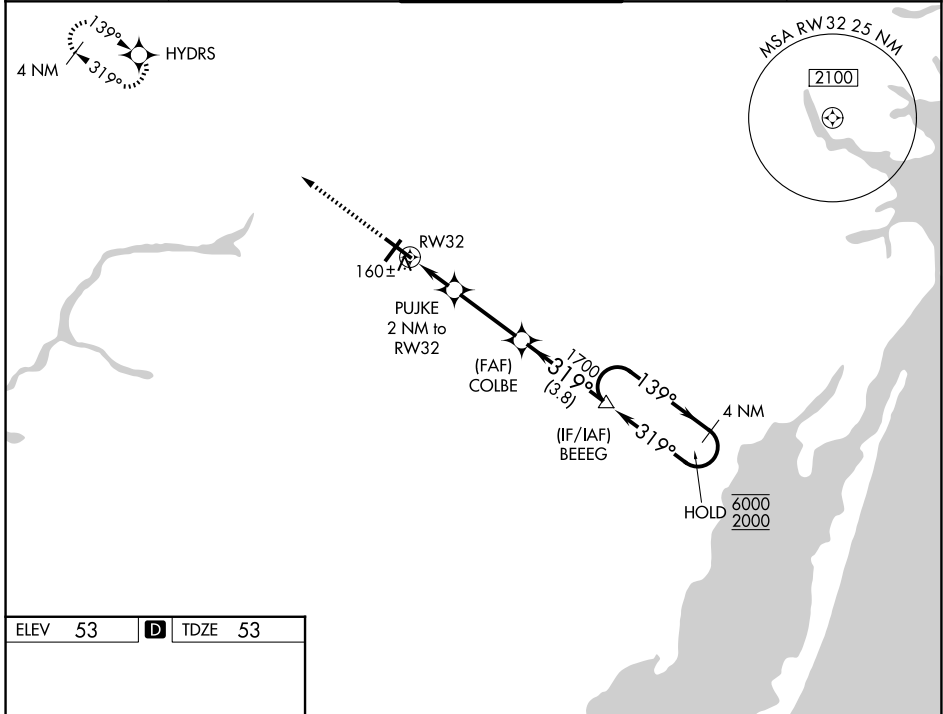 139°
HYDRS
4 NM
319°
MSA RW32 25 NM
2100
RW32
160±
PUJKE
2 NM to
RW32
(FAF)
COLBE
1700
319°
(3.8)
139°
4 NM
(IF/IAF)
BEEEG
319°
HOLD
6000
2000
ELEV 53 D TDZE 53